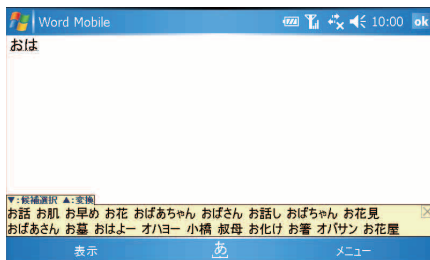 Word Mobile 10:00 ok
おは
▼:候補選択 ▲:変換
お話 お肌 お早め お花 おばあちゃん おばさん お話し おばちゃん お花見
おばあさん お墓 おはよー オハヨー 小橋 叔母 お化け お箸 オバサン お花屋
表示 あ メニュー